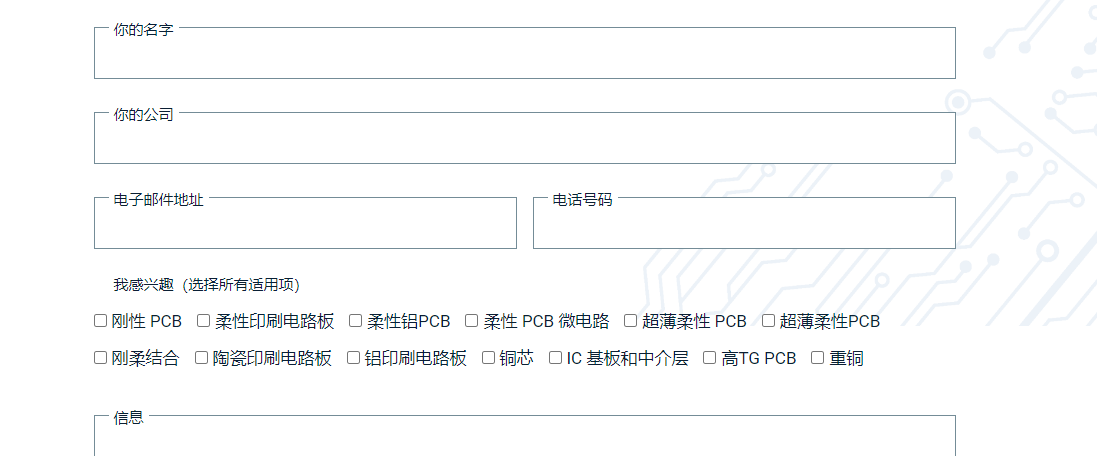 你的名字
你的公司
电子邮件地址 电话号码
我感兴趣（选择所有适用项）
刚性 PCB 柔性印刷电路板 柔性铝PCB 柔性 PCB 微电路 超薄柔性 PCB 超薄柔性PCB
刚柔结合 陶瓷印刷电路板 铝印刷电路板 铜芯 IC 基板和中介层 高TG PCB 重铜
信息